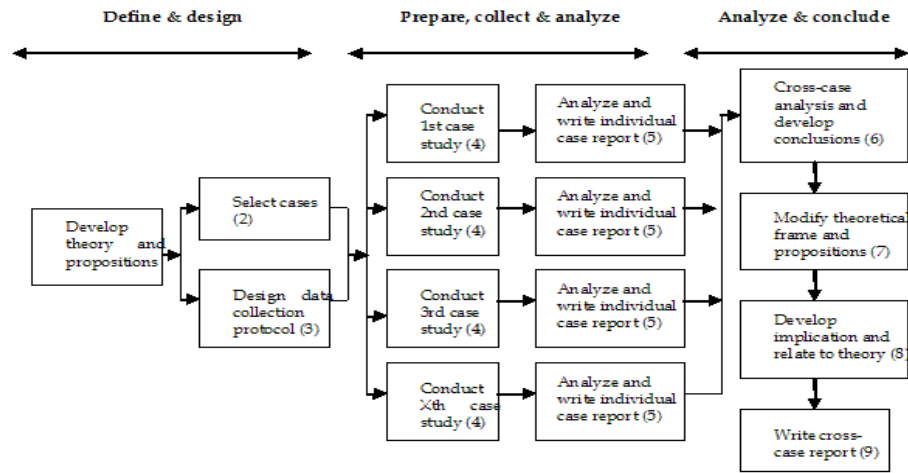 Define & design
Prepare, collect & analyze
Analyze & conclude
Develop
theory and
propositions
Select cases
(2)
Design data
collection
protocol (3)
Conduct
1st case
study (4)
Analyze and
write individual
case report (5)
Conduct
2nd case
study (4)
Analyze and
write individual
case report (5)
Conduct
3rd case
study (4)
Analyze and
write individual
case report (5)
Conduct
Xth case
study (4)
Analyze and
write individual
case report (5)
Cross-case
analysis and
develop
conclusions (6)
Modify theoretical
frame and
propositions (7)
Develop
implication and
relate to theory (8)
Write cross-
case report (9)